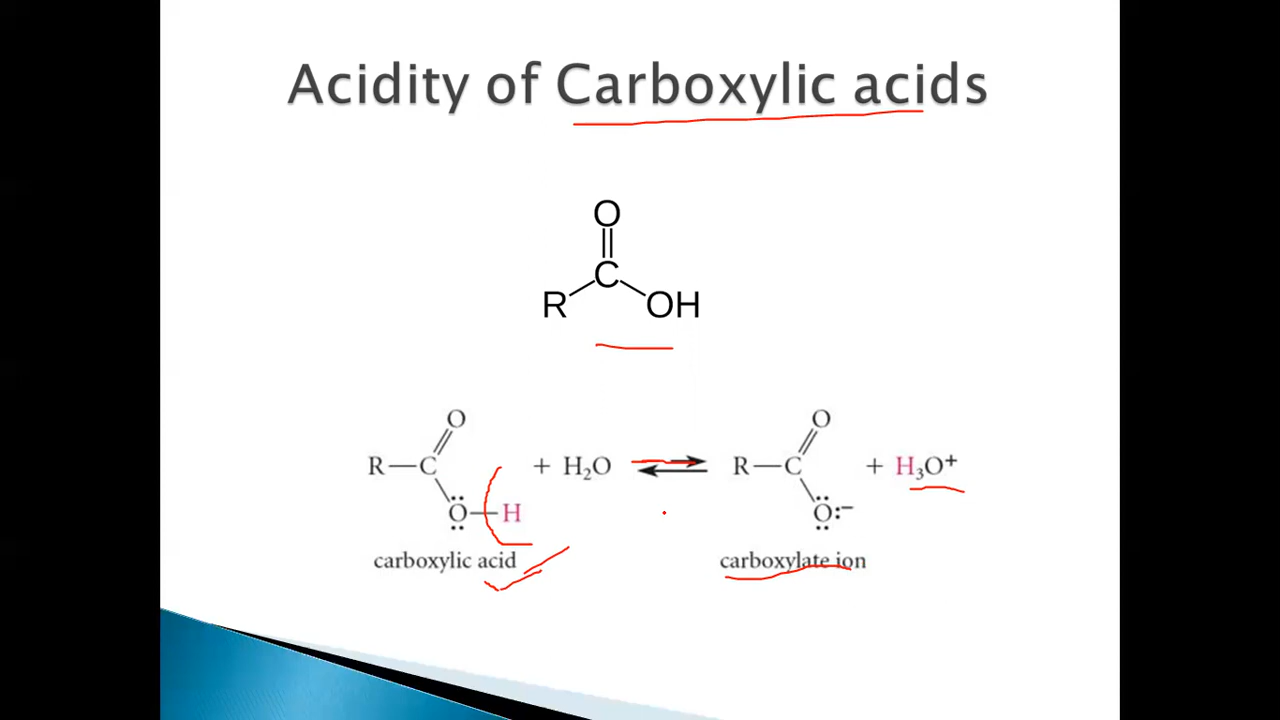 Acidity of Carboxylic acids
O
C
R OH
O O
R—C + H₂O ⇌ R—C + H₃O⁺
O—H O:⁻
carboxylic acid carboxylate ion